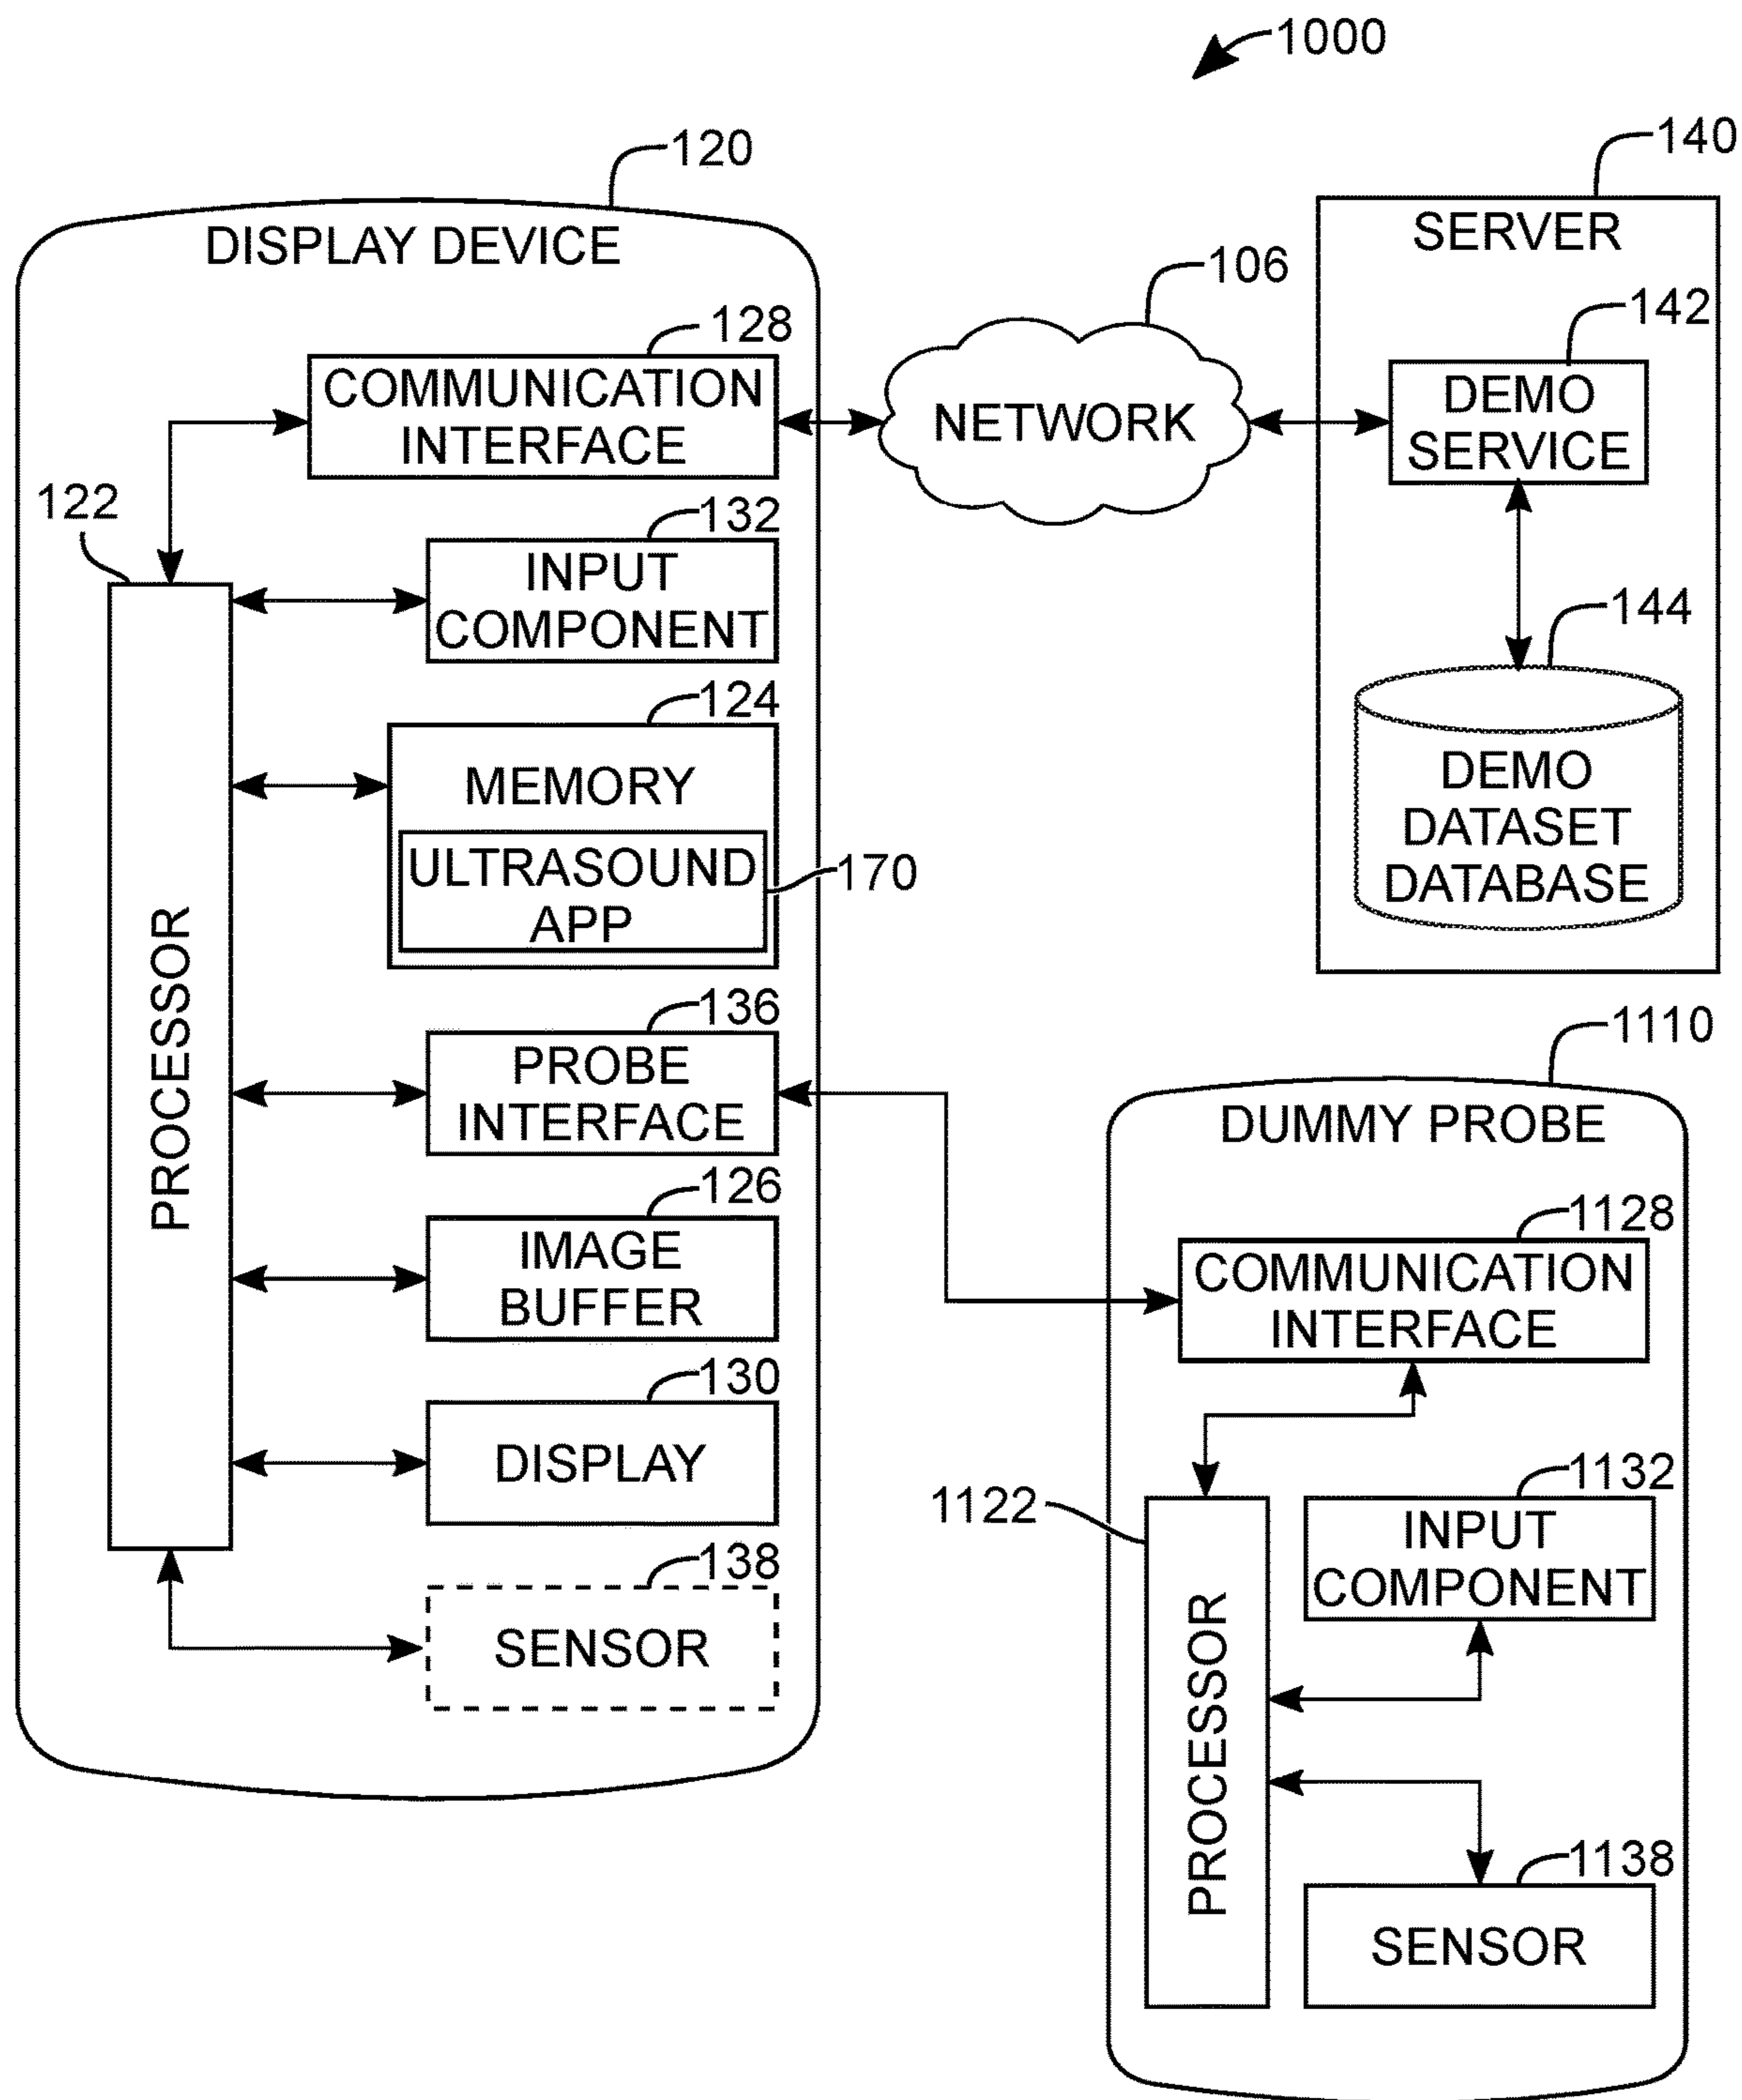 1000
120
DISPLAY DEVICE
128
COMMUNICATION
INTERFACE
122
PROCESSOR
132
INPUT
COMPONENT
124
MEMORY
ULTRASOUND
APP
170
136
PROBE
INTERFACE
126
IMAGE
BUFFER
130
DISPLAY
138
SENSOR
106
NETWORK
140
SERVER
142
DEMO
SERVICE
144
DEMO
DATASET
DATABASE
1110
DUMMY PROBE
1128
COMMUNICATION
INTERFACE
1122
PROCESSOR
1132
INPUT
COMPONENT
1138
SENSOR